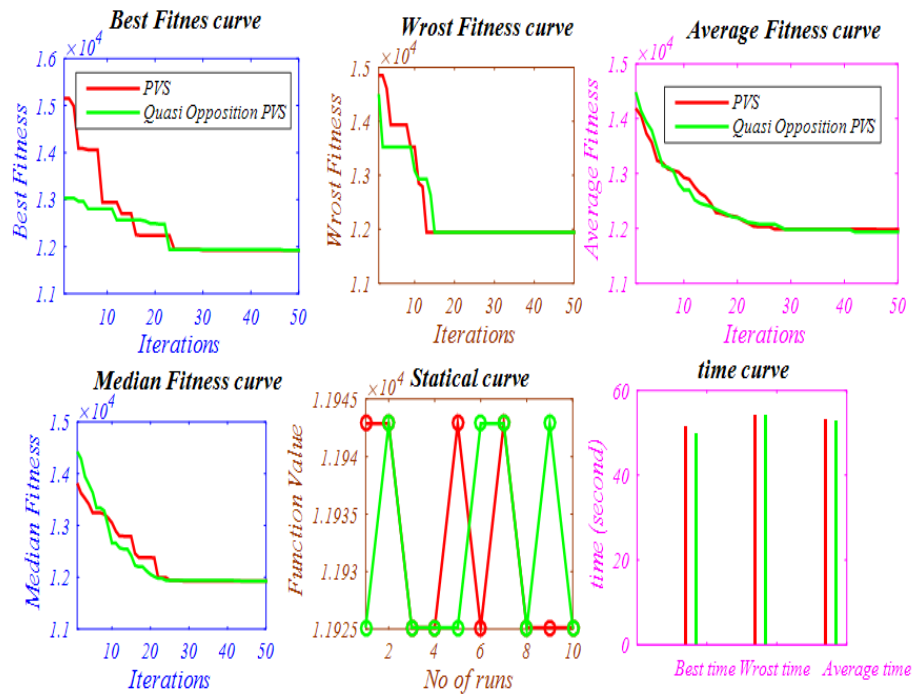 Best Fitnes curve
×10⁴
1.6
1.5
1.4
1.3
1.2
1.1
Best Fitness
PVS
Quasi Opposition PVS
10 20 30 40 50
Iterations
Wrost Fitness curve
×10⁴
1.5
1.4
1.3
1.2
1.1
Wrost Fitness
10 20 30 40 50
Iterations
Average Fitness curve
×10⁴
1.5
1.4
1.3
1.2
1.1
Average Fitness
PVS
Quasi Opposition PVS
10 20 30 40 50
Iterations
Median Fitness curve
×10⁴
1.5
1.4
1.3
1.2
1.1
Median Fitness
10 20 30 40 50
Iterations
Statical curve
×10⁴
1.1945
1.194
1.1935
1.193
1.1925
Function Value
2 4 6 8 10
No of runs
time curve
60
40
20
0
time (second)
Best time Wrost time Average time